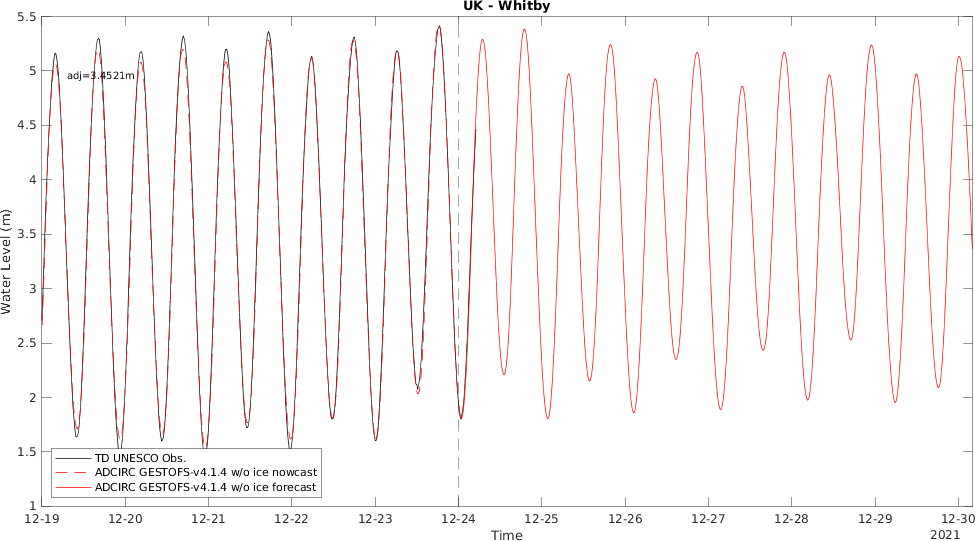 UK - Whitby
5.5
5
4.5
4
3.5
3
2.5
2
1.5
1
Water Level (m)
adj=3.4521m
TD UNESCO Obs.
ADCIRC GESTOFS-v4.1.4 w/o ice nowcast
ADCIRC GESTOFS-v4.1.4 w/o ice forecast
12-19 12-20 12-21 12-22 12-23 12-24 12-25 12-26 12-27 12-28 12-29 12-30
Time 2021